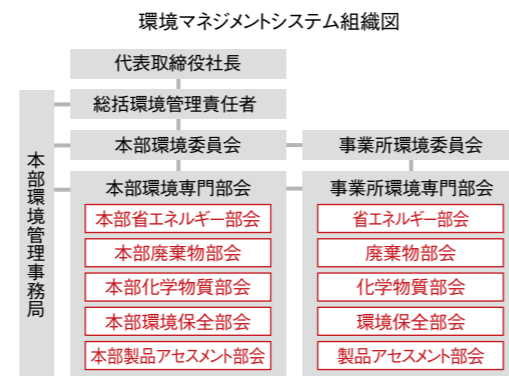 環境マネジメントシステム組織図
代表取締役社長
総括環境管理責任者
本部環境委員会
事業所環境委員会
本部環境管理事務局
本部環境専門部会
本部省エネルギー部会
本部廃棄物部会
本部化学物質部会
本部環境保全部会
本部製品アセスメント部会
事業所環境専門部会
省エネルギー部会
廃棄物部会
化学物質部会
環境保全部会
製品アセスメント部会